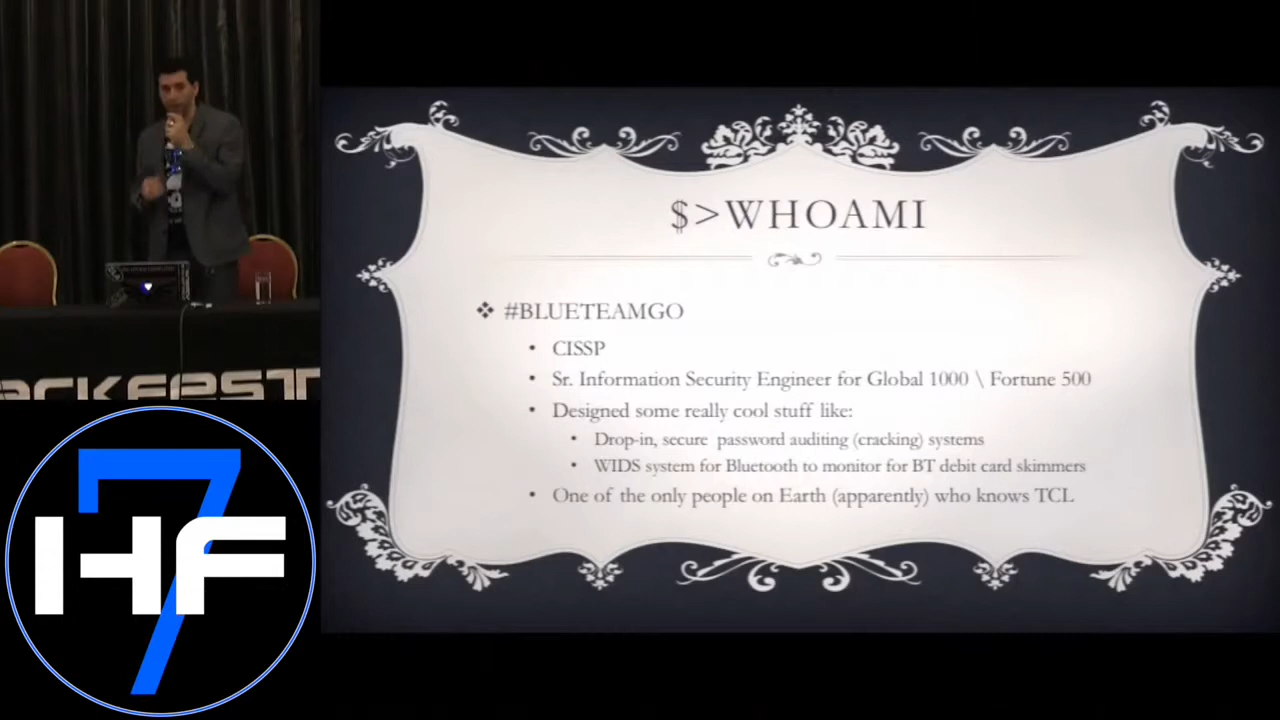 $>WHOAMI
#BLUETEAMGO
CISSP
Sr. Information Security Engineer for Global 1000 \ Fortune 500
Designed some really cool stuff like:
Drop-in, secure password auditing (cracking) systems
WIDS system for Bluetooth to monitor for BT debit card skimmers
One of the only people on Earth (apparently) who knows TCL
ACKFEST
7
HF